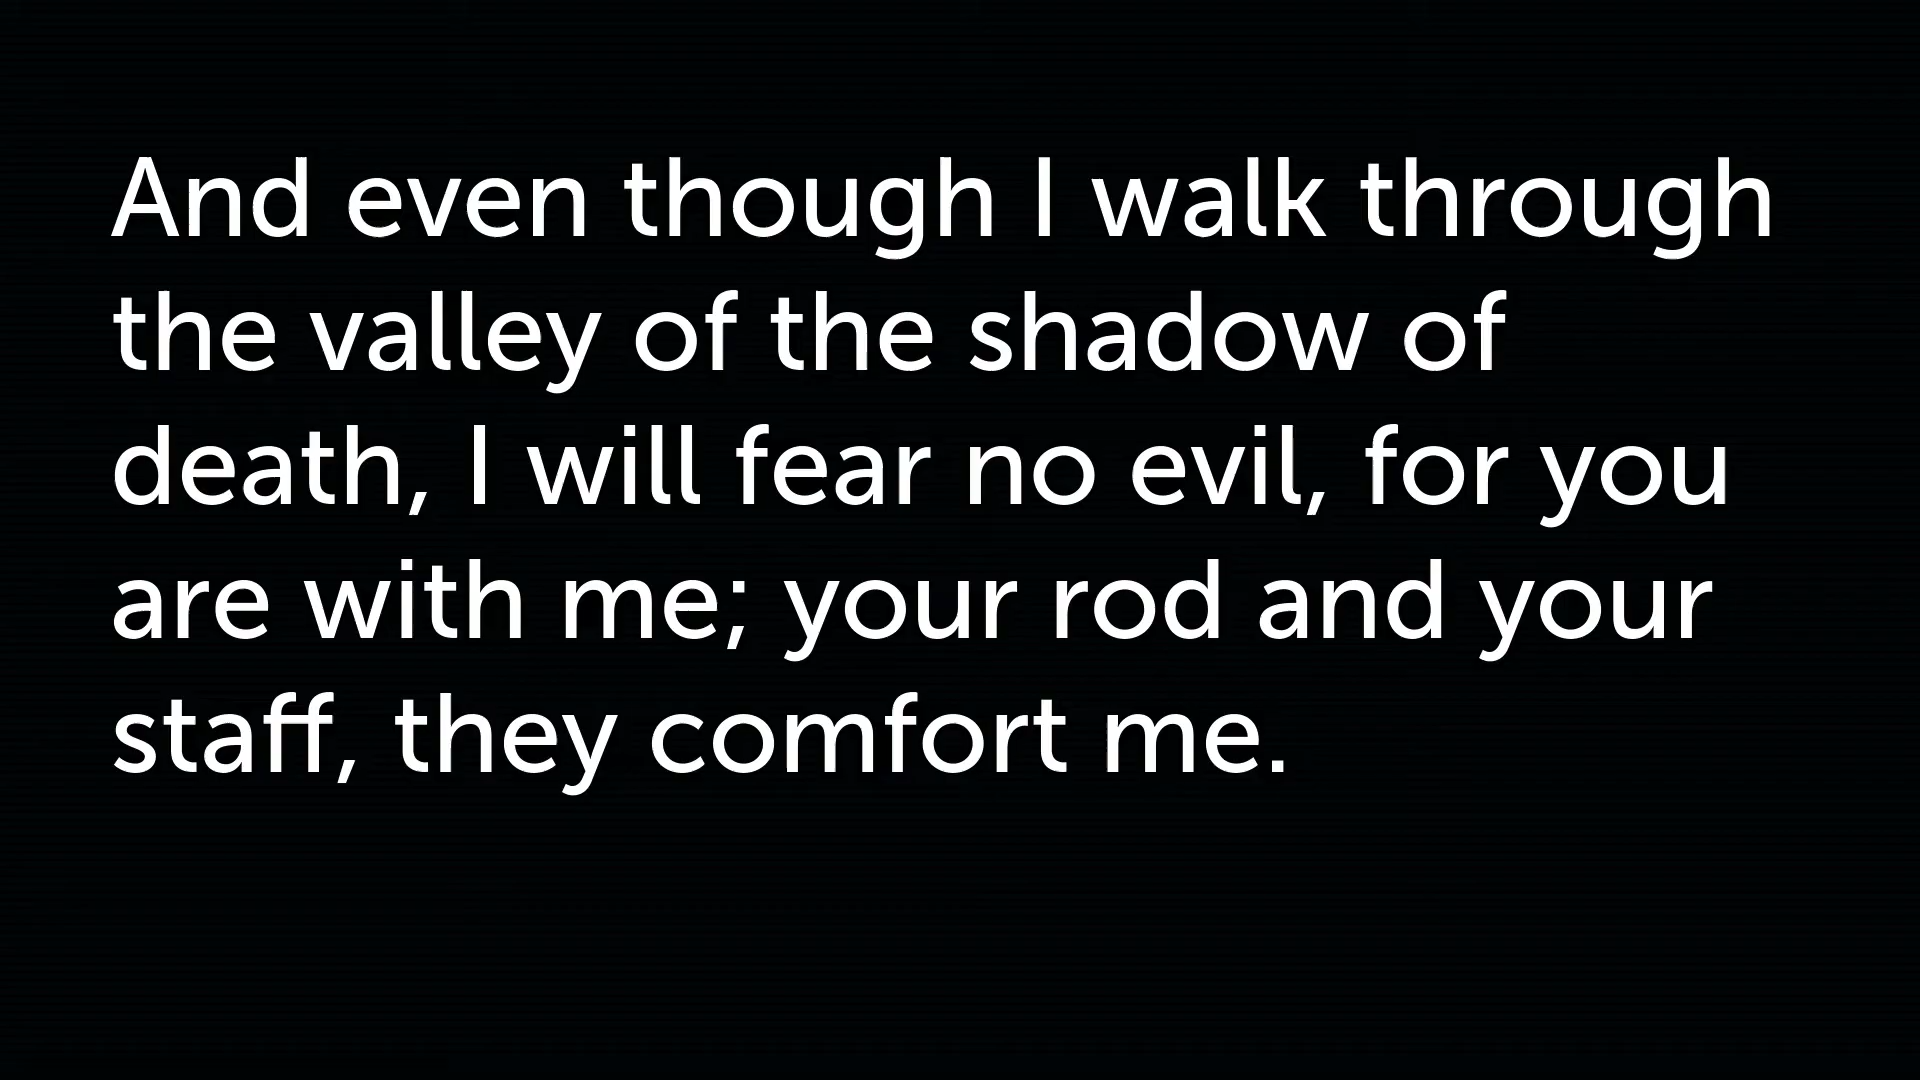 And even though I walk through
the valley of the shadow of
death, I will fear no evil, for you
are with me; your rod and your
staff, they comfort me.